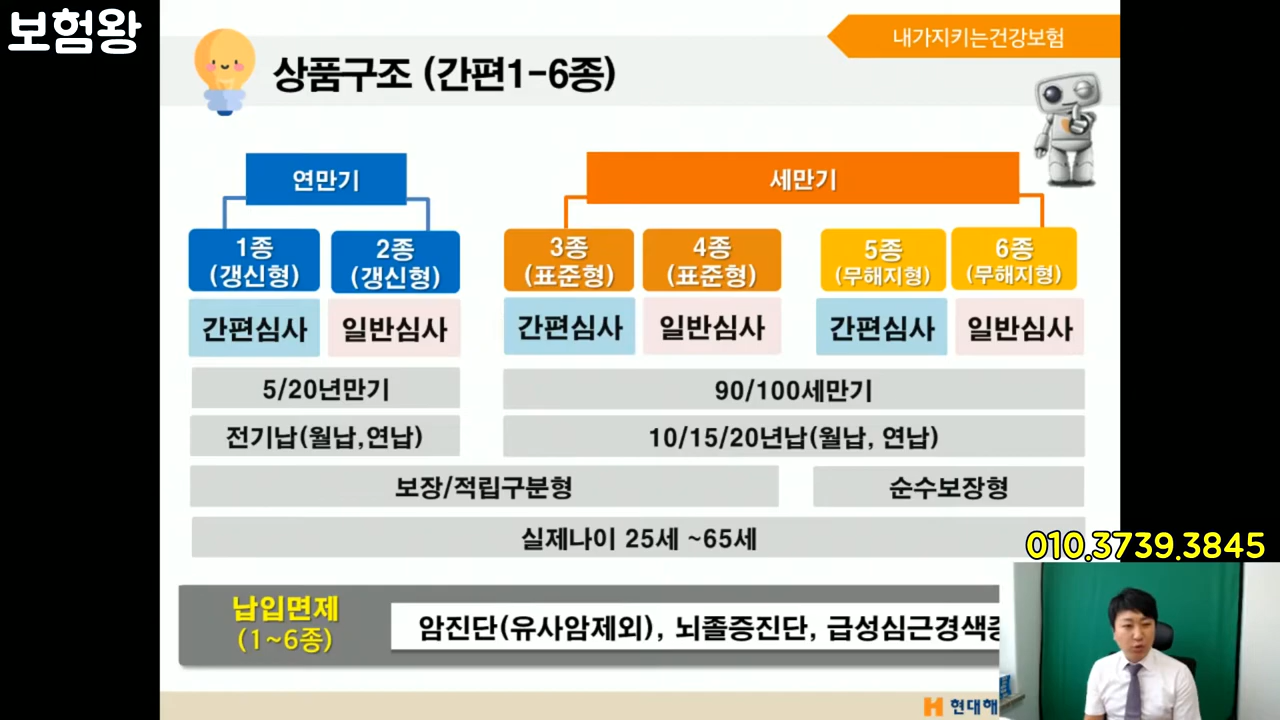 보험왕
내가지키는건강보험
상품구조 (간편1-6종)
연만기
세만기
1종
(갱신형)
2종
(갱신형)
3종
(표준형)
4종
(표준형)
5종
(무해지형)
6종
(무해지형)
간편심사
일반심사
간편심사
일반심사
간편심사
일반심사
5/20년만기
90/100세만기
전기납(월납,연납)
10/15/20년납(월납, 연납)
보장/적립구분형
순수보장형
실제나이 25세 ~65세
010.3739.3845
납입면제
(1~6종)
암진단(유사암제외), 뇌졸증진단, 급성심근경색
현대해